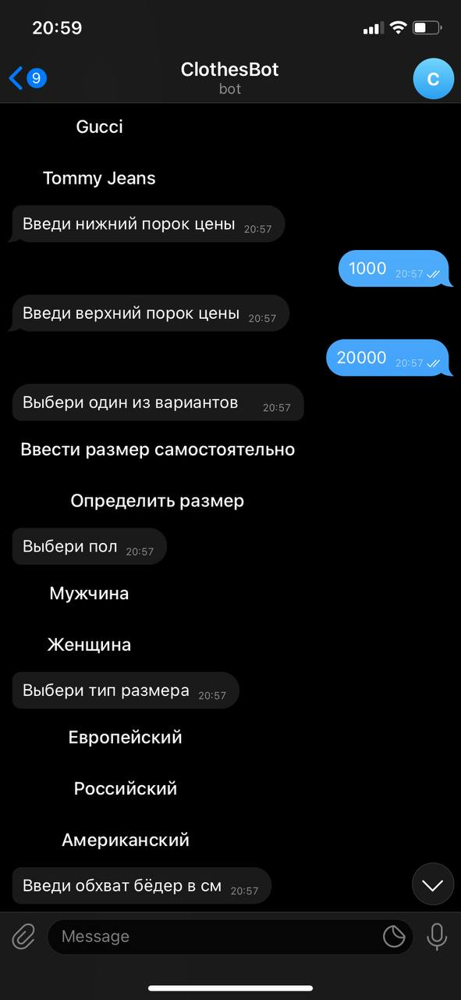 20:59
9
ClothesBot
bot
C
Gucci
Tommy Jeans
Введи нижний порок цены 20:57
1000 20:57
Введи верхний порок цены 20:57
20000 20:57
Выбери один из вариантов 20:57
Ввести размер самостоятельно
Определить размер
Выбери пол 20:57
Мужчина
Женщина
Выбери тип размера 20:57
Европейский
Российский
Американский
Введи обхват бёдер в см 20:57
Message